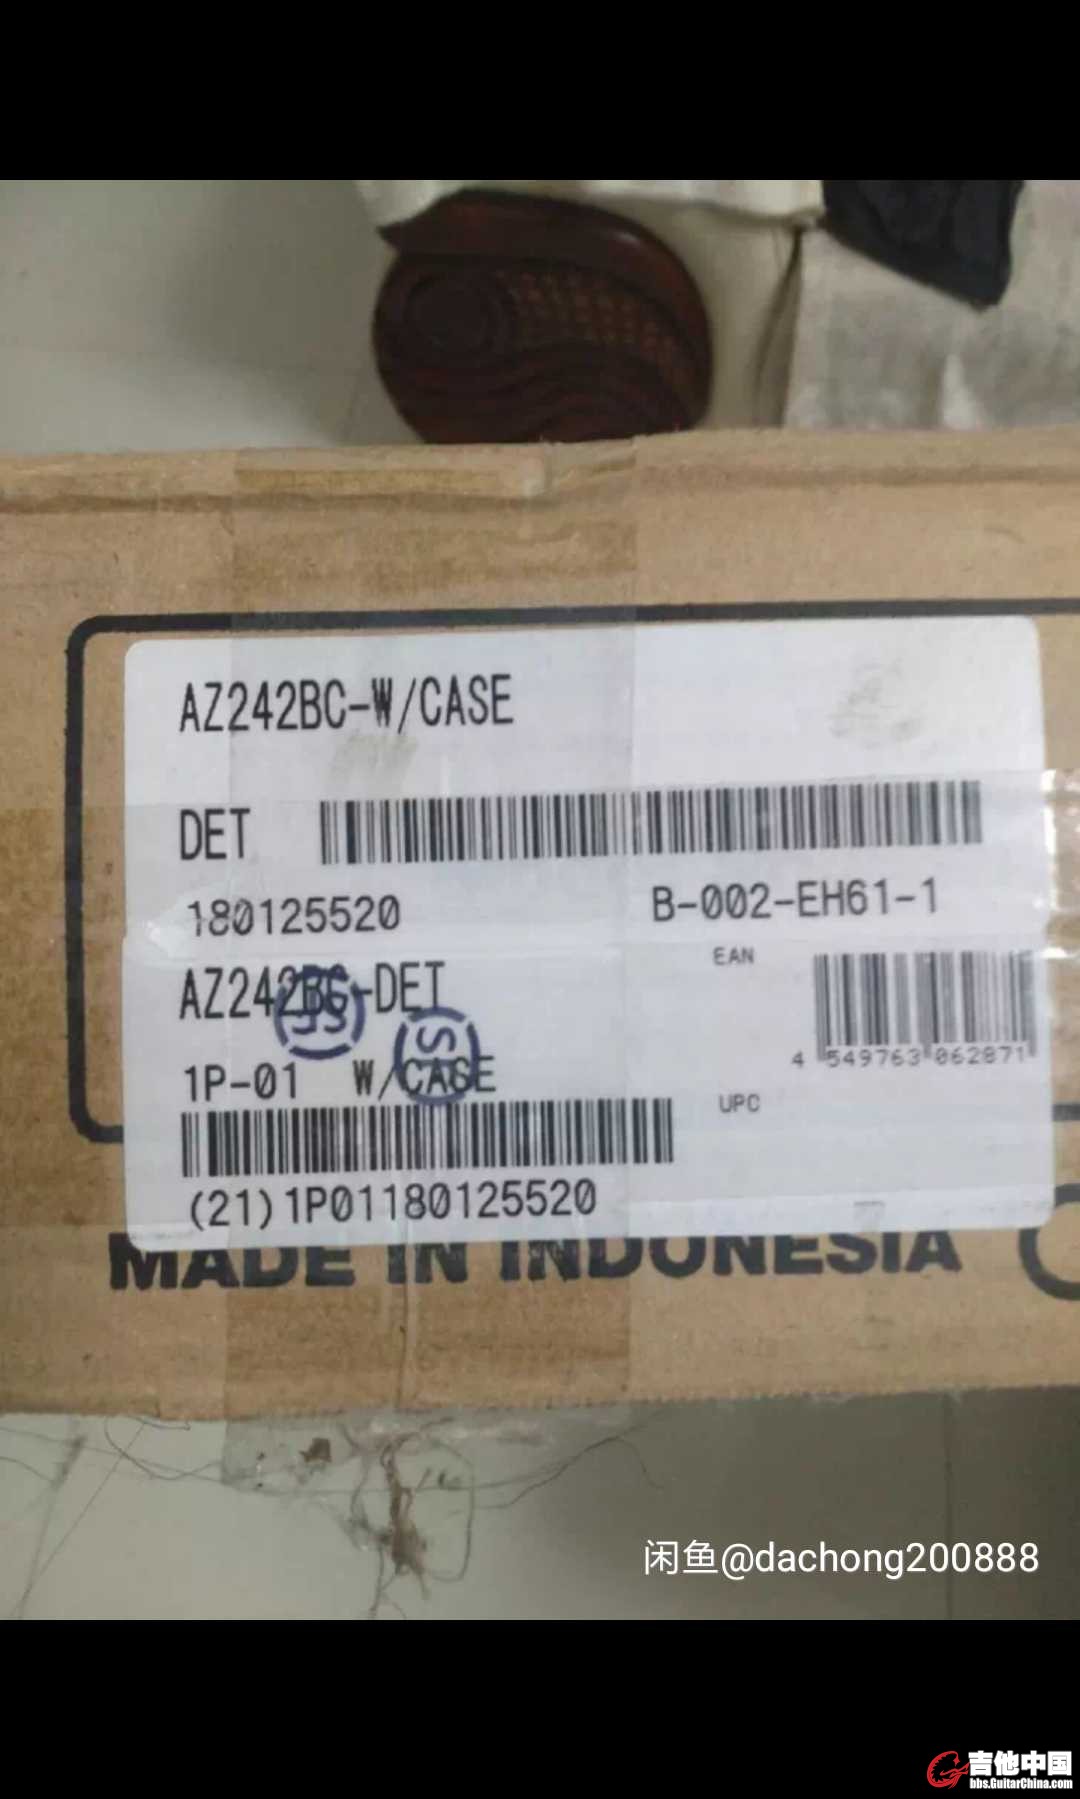 AZ242BC-W/CASE
DET
180125520
B-002-EH61-1
EAN
AZ242BC-DET
4 549763 062871
1P-01 W/CASE
UPC
(21)1P01180125520
MADE IN INDONESIA
闲鱼@dachong200888
吉他中国
bbs.GuitarChina.com